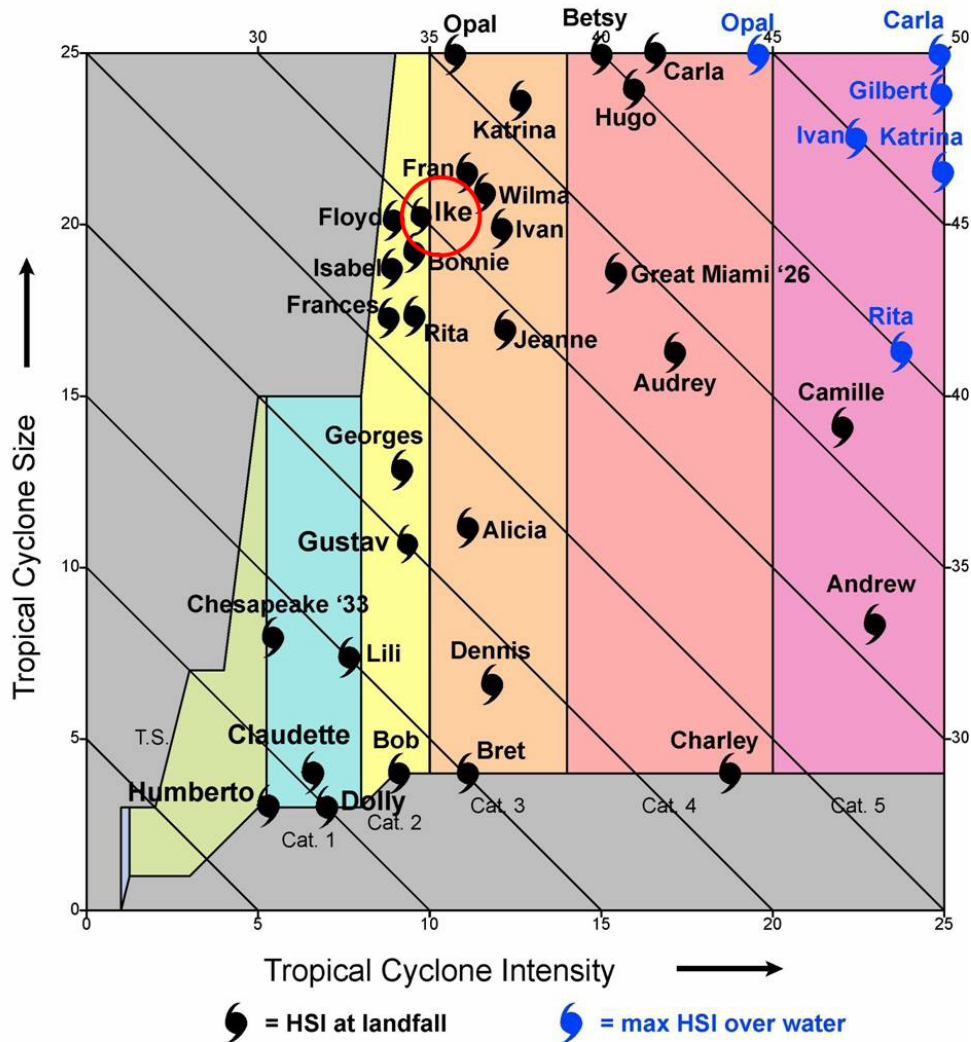 Opal
Betsy
Opal
Carla
25
30
35
40
45
50
Carla
Katrina
Hugo
Gilbert
Ivan
Katrina
Fran
Wilma
Floyd
Ike
Ivan
20
45
Isabel
Bonnie
Great Miami ‘26
Frances
Rita
Jeanne
Rita
Audrey
15
40
Camille
Georges
Gustav
Alicia
10
35
Andrew
Chesapeake ‘33
Lili
Dennis
T.S.
Claudette
Bob
Bret
Charley
5
30
Humberto
Dolly
Cat. 1
Cat. 2
Cat. 3
Cat. 4
Cat. 5
0
0
5
10
15
20
25
Tropical Cyclone Size
Tropical Cyclone Intensity
= HSI at landfall
= max HSI over water